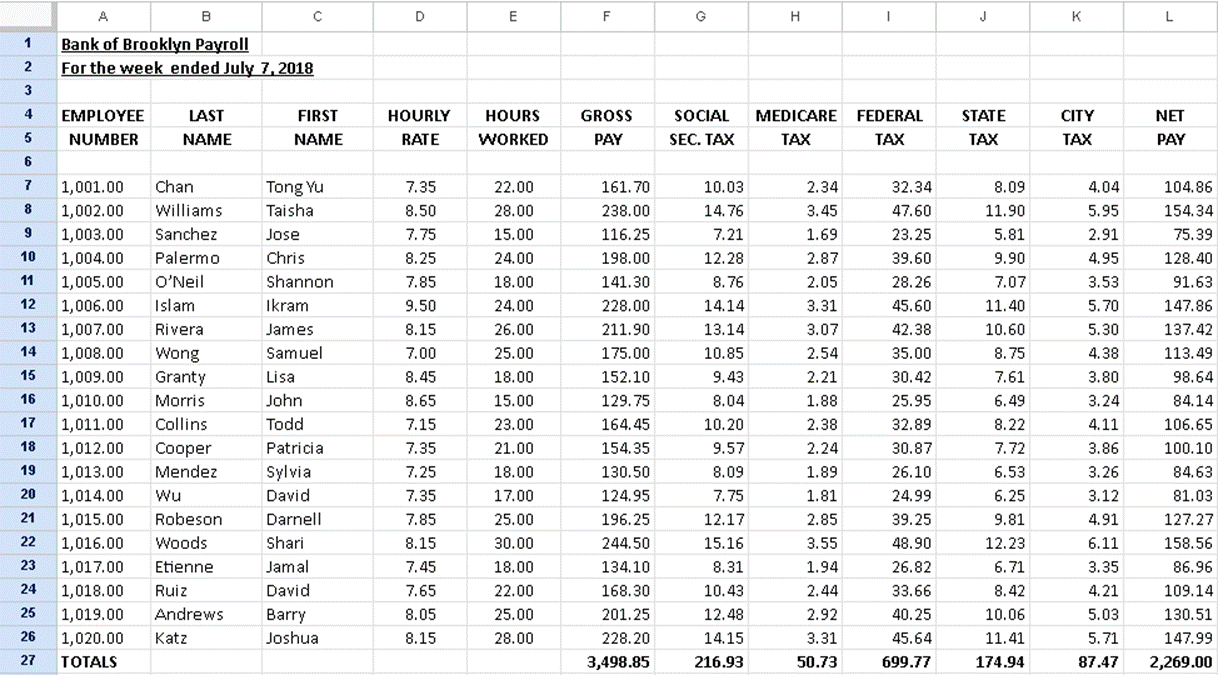 A B C D E F G H I J K L
1 Bank of Brooklyn Payroll
2 For the week ended July 7, 2018
3
4 EMPLOYEE LAST FIRST HOURLY HOURS GROSS SOCIAL MEDICARE FEDERAL STATE CITY NET
5 NUMBER NAME NAME RATE WORKED PAY SEC. TAX TAX TAX TAX TAX PAY
6
7 1,001.00 Chan Tong Yu 7.35 22.00 161.70 10.03 2.34 32.34 8.09 4.04 104.86
8 1,002.00 Williams Taisha 8.50 28.00 238.00 14.76 3.45 47.60 11.90 5.95 154.34
9 1,003.00 Sanchez Jose 7.75 15.00 116.25 7.21 1.69 23.25 5.81 2.91 75.39
10 1,004.00 Palermo Chris 8.25 24.00 198.00 12.28 2.87 39.60 9.90 4.95 128.40
11 1,005.00 O’Neil Shannon 7.85 18.00 141.30 8.76 2.05 28.26 7.07 3.53 91.63
12 1,006.00 Islam Ikram 9.50 24.00 228.00 14.14 3.31 45.60 11.40 5.70 147.86
13 1,007.00 Rivera James 8.15 26.00 211.90 13.14 3.07 42.38 10.60 5.30 137.42
14 1,008.00 Wong Samuel 7.00 25.00 175.00 10.85 2.54 35.00 8.75 4.38 113.49
15 1,009.00 Granty Lisa 8.45 18.00 152.10 9.43 2.21 30.42 7.61 3.80 98.64
16 1,010.00 Morris John 8.65 15.00 129.75 8.04 1.88 25.95 6.49 3.24 84.14
17 1,011.00 Collins Todd 7.15 23.00 164.45 10.20 2.38 32.89 8.22 4.11 106.65
18 1,012.00 Cooper Patricia 7.35 21.00 154.35 9.57 2.24 30.87 7.72 3.86 100.10
19 1,013.00 Mendez Sylvia 7.25 18.00 130.50 8.09 1.89 26.10 6.53 3.26 84.63
20 1,014.00 Wu David 7.35 17.00 124.95 7.75 1.81 24.99 6.25 3.12 81.03
21 1,015.00 Robeson Darnell 7.85 25.00 196.25 12.17 2.85 39.25 9.81 4.91 127.27
22 1,016.00 Woods Shari 8.15 30.00 244.50 15.16 3.55 48.90 12.23 6.11 158.56
23 1,017.00 Etienne Jamal 7.45 18.00 134.10 8.31 1.94 26.82 6.71 3.35 86.96
24 1,018.00 Ruiz David 7.65 22.00 168.30 10.43 2.44 33.66 8.42 4.21 109.14
25 1,019.00 Andrews Barry 8.05 25.00 201.25 12.48 2.92 40.25 10.06 5.03 130.51
26 1,020.00 Katz Joshua 8.15 28.00 228.20 14.15 3.31 45.64 11.41 5.71 147.99
27 TOTALS 3,498.85 216.93 50.73 699.77 174.94 87.47 2,269.00